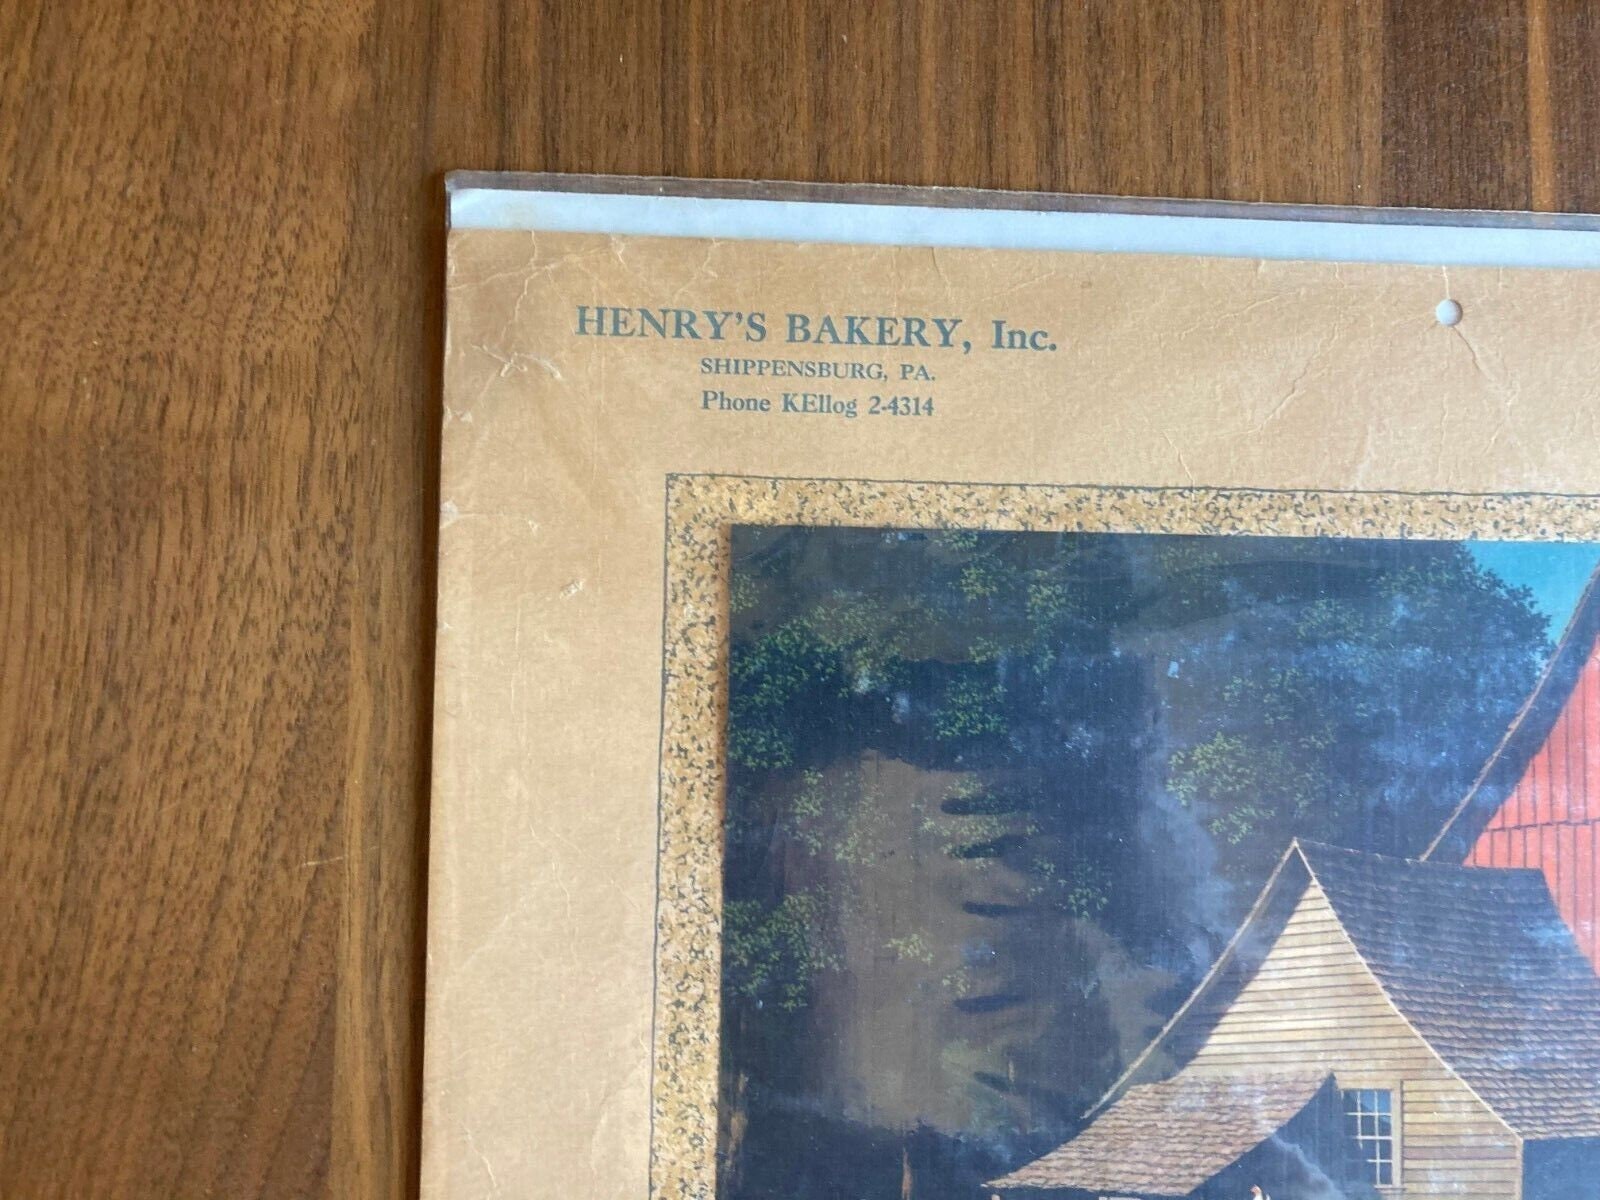 HENRY'S BAKERY, Inc.
SHIPPENSBURG, PA.
Phone KEllog 2-4314